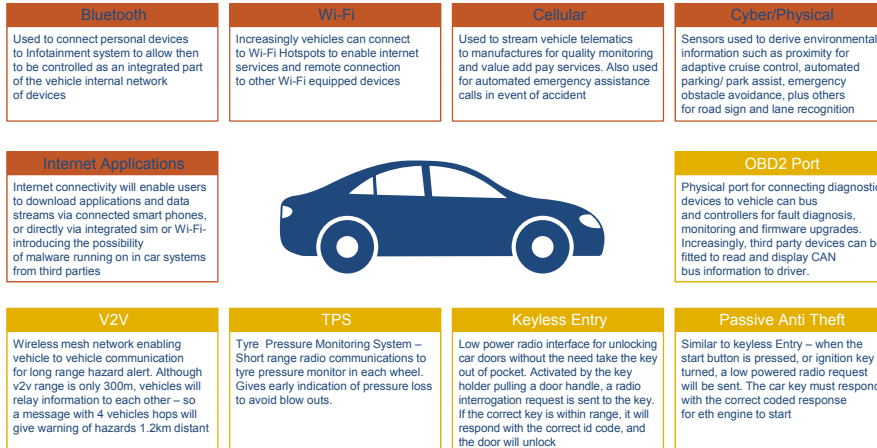 Bluetooth
Used to connect personal devices
to Infotainment system to allow then
to be controlled as an integrated part
of the vehicle internal network
of devices
Wi-Fi
Increasingly vehicles can connect
to Wi-Fi Hotspots to enable internet
services and remote connection
to other Wi-Fi equipped devices
Cellular
Used to stream vehicle telematics
to manufactures for quality monitoring
and value add pay services. Also used
for automated emergency assistance
calls in event of accident
Cyber/Physical
Sensors used to derive environmental
information such as proximity for
adaptive cruise control, automated
parking/ park assist, emergency
obstacle avoidance, plus others
for road sign and lane recognition
Internet Applications
Internet connectivity will enable users
to download applications and data
streams via connected smart phones,
or directly via integrated sim or Wi-Fi-
introducing the possibility
of malware running on in car systems
from third parties
OBD2 Port
Physical port for connecting diagnostic
devices to vehicle can bus
and controllers for fault diagnosis,
monitoring and firmware upgrades.
Increasingly, third party devices can be
fitted to read and display CAN
bus information to driver.
V2V
Wireless mesh network enabling
vehicle to vehicle communication
for long range hazard alert. Although
v2v range is only 300m, vehicles will
relay information to each other – so
a message with 4 vehicles hops will
give warning of hazards 1.2km distant
TPS
Tyre Pressure Monitoring System –
Short range radio communications to
tyre pressure monitor in each wheel.
Gives early indication of pressure loss
to avoid blow outs.
Keyless Entry
Low power radio interface for unlocking
car doors without the need take the key
out of pocket. Activated by the key
holder pulling a door handle, a radio
interrogation request is sent to the key.
If the correct key is within range, it will
respond with the correct id code, and
the door will unlock
Passive Anti Theft
Similar to keyless Entry – when the
start button is pressed, or ignition key
turned, a low powered radio request
will be sent. The car key must respond
with the correct coded response
for eth engine to start